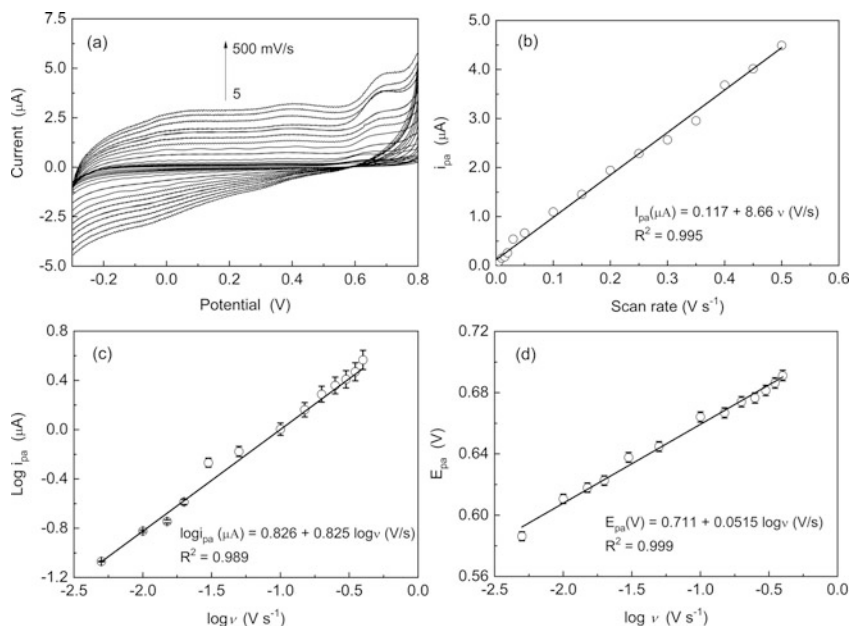 (a)
500 mV/s
5
7.5
5.0
2.5
0.0
-2.5
-5.0
Current (μA)
-0.2 0.0 0.2 0.4 0.6 0.8
Potential (V)
(b)
5.0
4.0
3.0
2.0
1.0
0.0
i_pa (μA)
I_pa(μA) = 0.117 + 8.66 ν (V/s)
R² = 0.995
0.0 0.1 0.2 0.3 0.4 0.5 0.6
Scan rate (V s⁻¹)
(c)
0.8
0.4
0.0
-0.4
-0.8
-1.2
Log i_pa (μA)
logi_pa (μA) = 0.826 + 0.825 logν (V/s)
R² = 0.989
-2.5 -2.0 -1.5 -1.0 -0.5 0.0
logν (V s⁻¹)
(d)
0.72
0.68
0.64
0.60
0.56
E_pa (V)
E_pa(V) = 0.711 + 0.0515 logν (V/s)
R² = 0.999
-2.5 -2.0 -1.5 -1.0 -0.5 0.0
log ν (V s⁻¹)